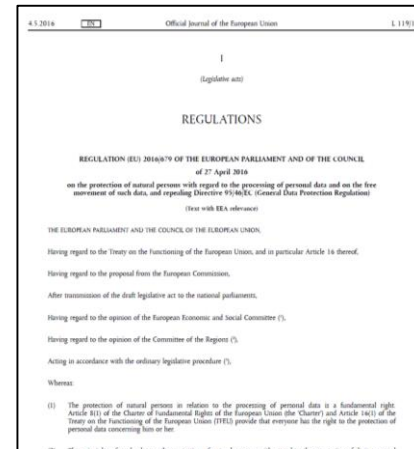 4.5.2016 EN Official Journal of the European Union L 119/1
I
(Legislative acts)
REGULATIONS
REGULATION (EU) 2016/679 OF THE EUROPEAN PARLIAMENT AND OF THE COUNCIL
of 27 April 2016
on the protection of natural persons with regard to the processing of personal data and on the free
movement of such data, and repealing Directive 95/46/EC (General Data Protection Regulation)
(Text with EEA relevance)
THE EUROPEAN PARLIAMENT AND THE COUNCIL OF THE EUROPEAN UNION,
Having regard to the Treaty on the Functioning of the European Union, and in particular Article 16 thereof,
Having regard to the proposal from the European Commission,
After transmission of the draft legislative act to the national parliaments,
Having regard to the opinion of the European Economic and Social Committee (¹),
Having regard to the opinion of the Committee of the Regions (²),
Acting in accordance with the ordinary legislative procedure (³),
Whereas:
(1) The protection of natural persons in relation to the processing of personal data is a fundamental right.
Article 8(1) of the Charter of Fundamental Rights of the European Union (the 'Charter') and Article 16(1) of the
Treaty on the Functioning of the European Union (TFEU) provide that everyone has the right to the protection of
personal data concerning him or her.